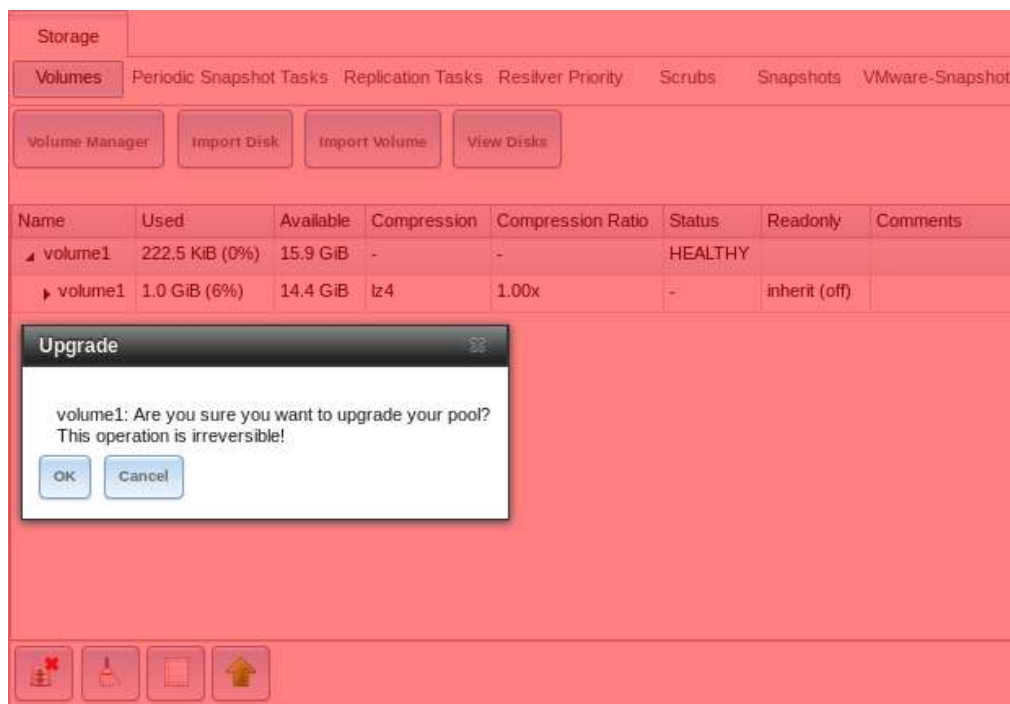 Storage
Volumes Periodic Snapshot Tasks Replication Tasks Resilver Priority Scrubs Snapshots VMware-Snapshot
Volume Manager Import Disk Import Volume View Disks
Name Used Available Compression Compression Ratio Status Readonly Comments
volume1 222.5 KiB (0%) 15.9 GiB - - HEALTHY
volume1 1.0 GiB (6%) 14.4 GiB lz4 1.00x - inherit (off)
Upgrade
volume1: Are you sure you want to upgrade your pool?
This operation is irreversible!
OK Cancel